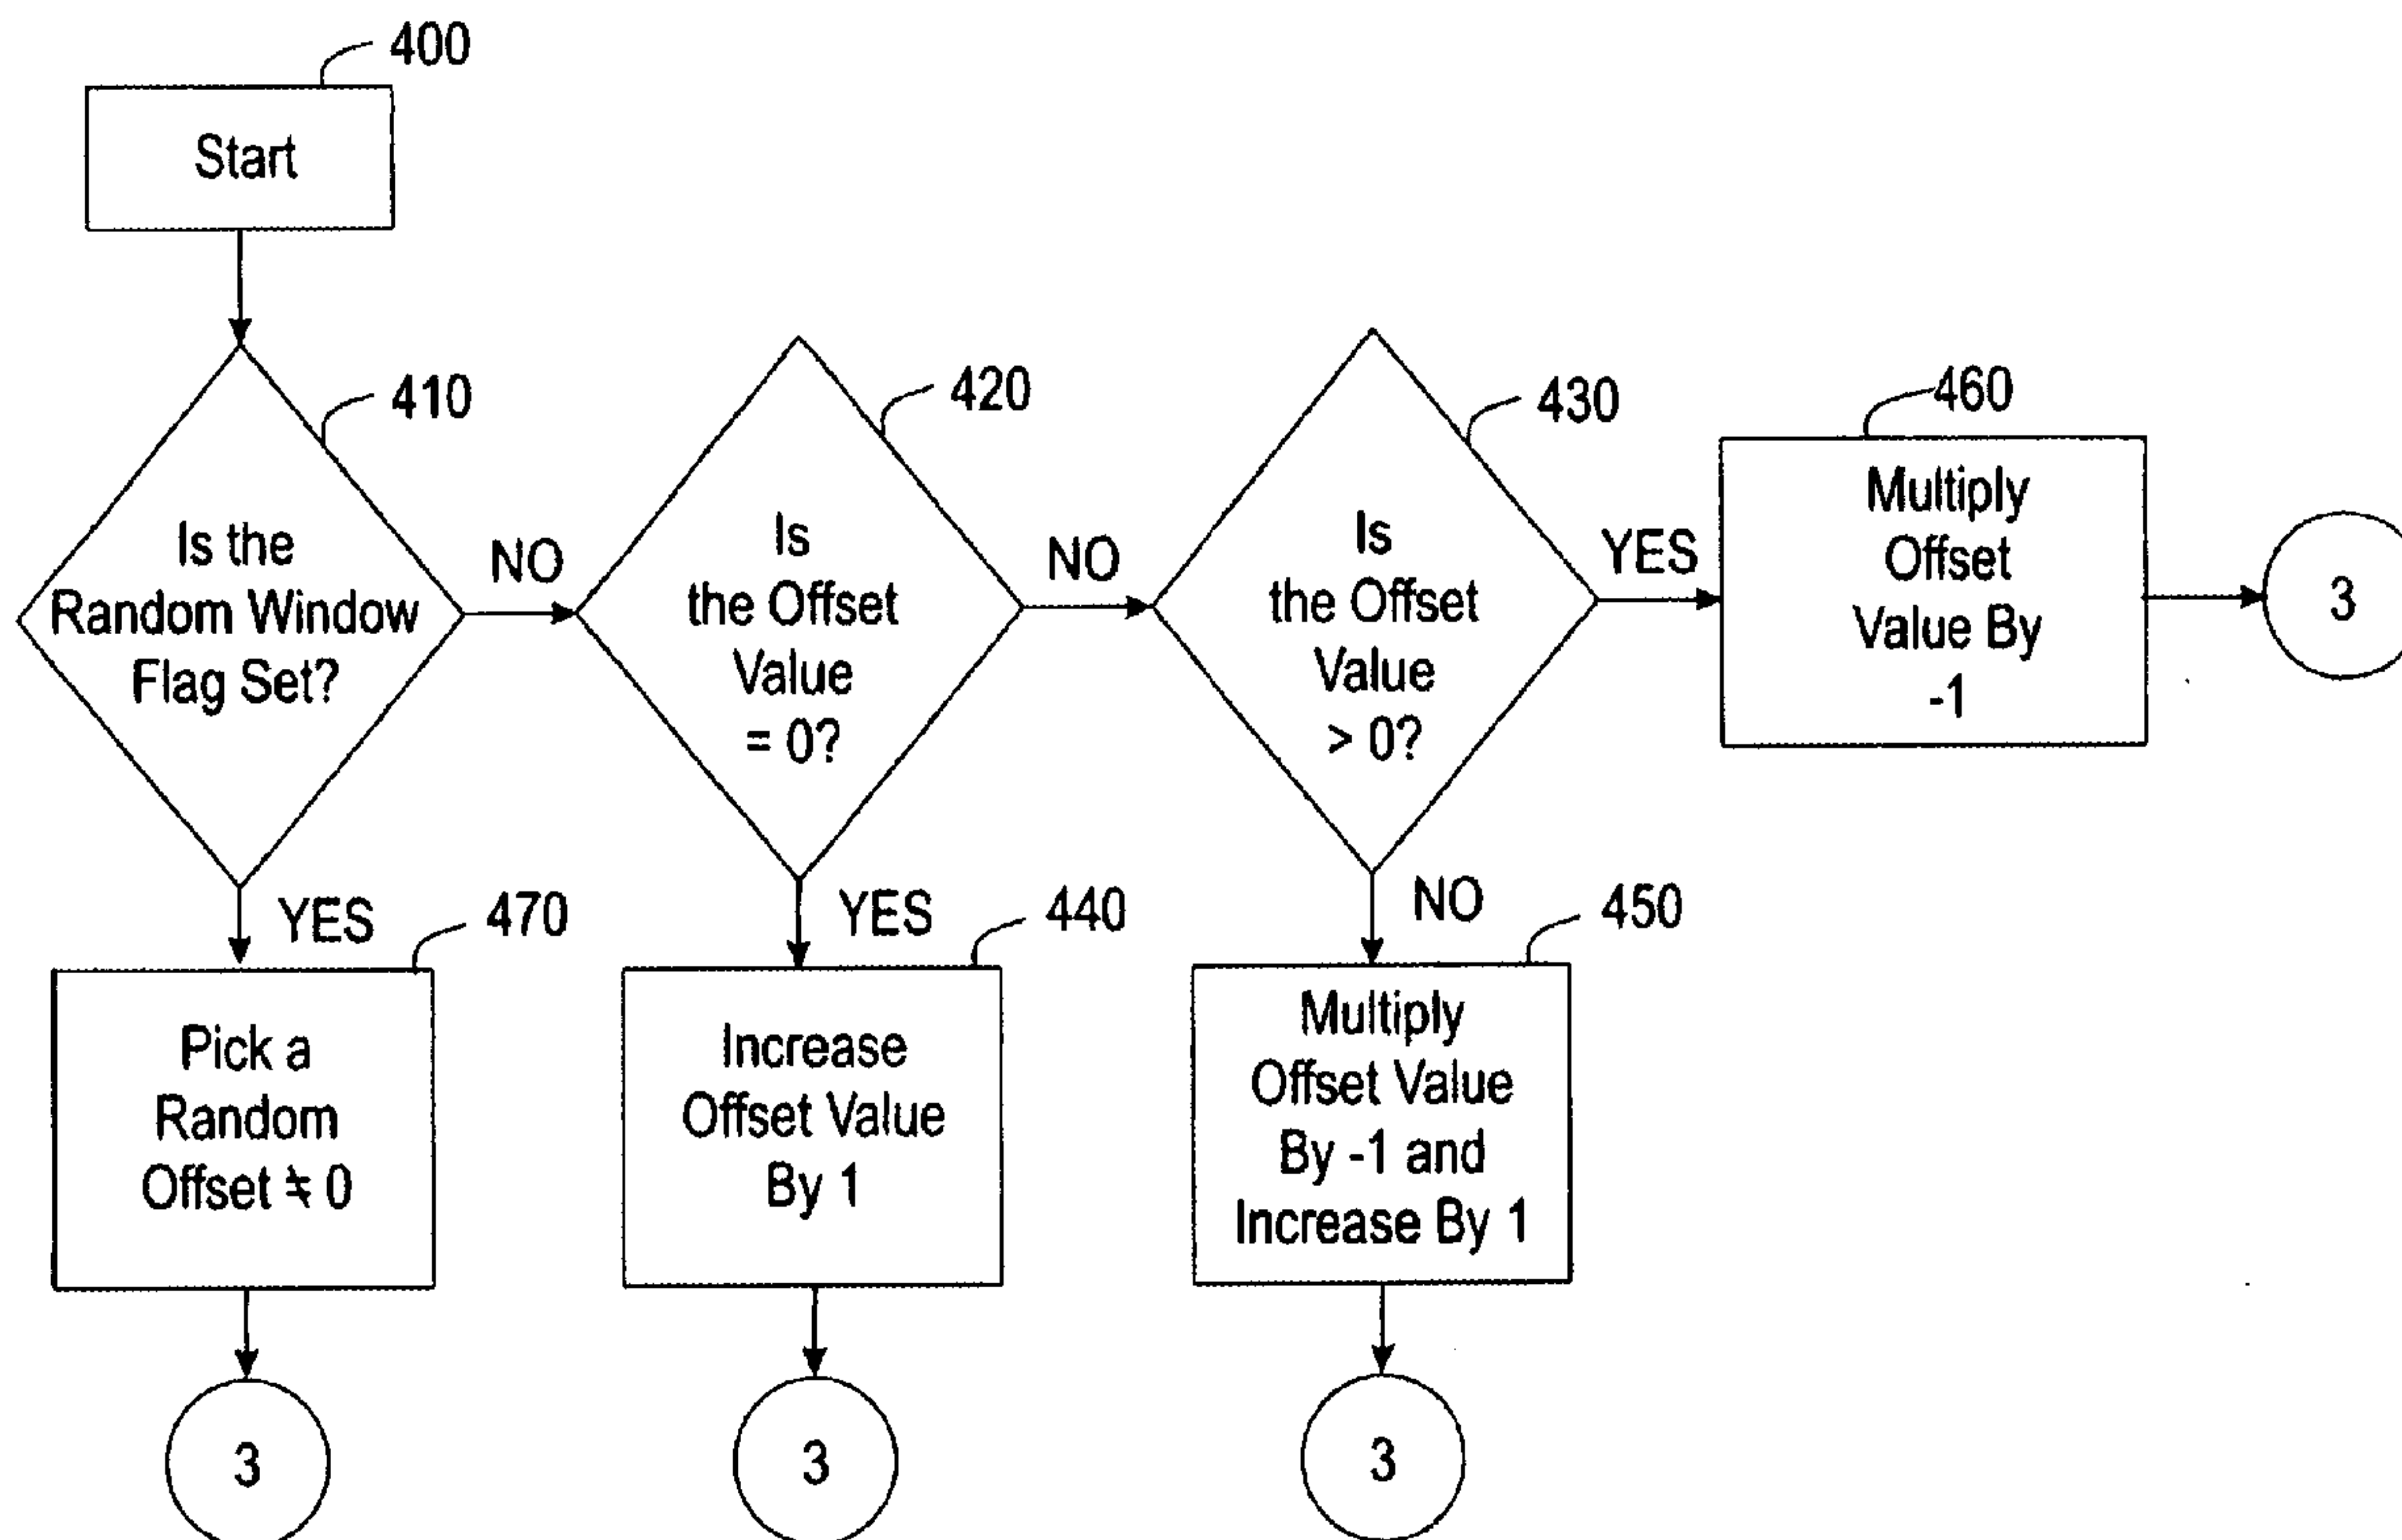 400
Start
410
Is the
Random Window
Flag Set?
NO
420
Is
the Offset
Value
= 0?
NO
430
Is
the Offset
Value
> 0?
YES
460
Multiply
Offset
Value By
-1
3
YES
470
Pick a
Random
Offset ≠ 0
3
YES
440
Increase
Offset Value
By 1
3
NO
450
Multiply
Offset Value
By -1 and
Increase By 1
3